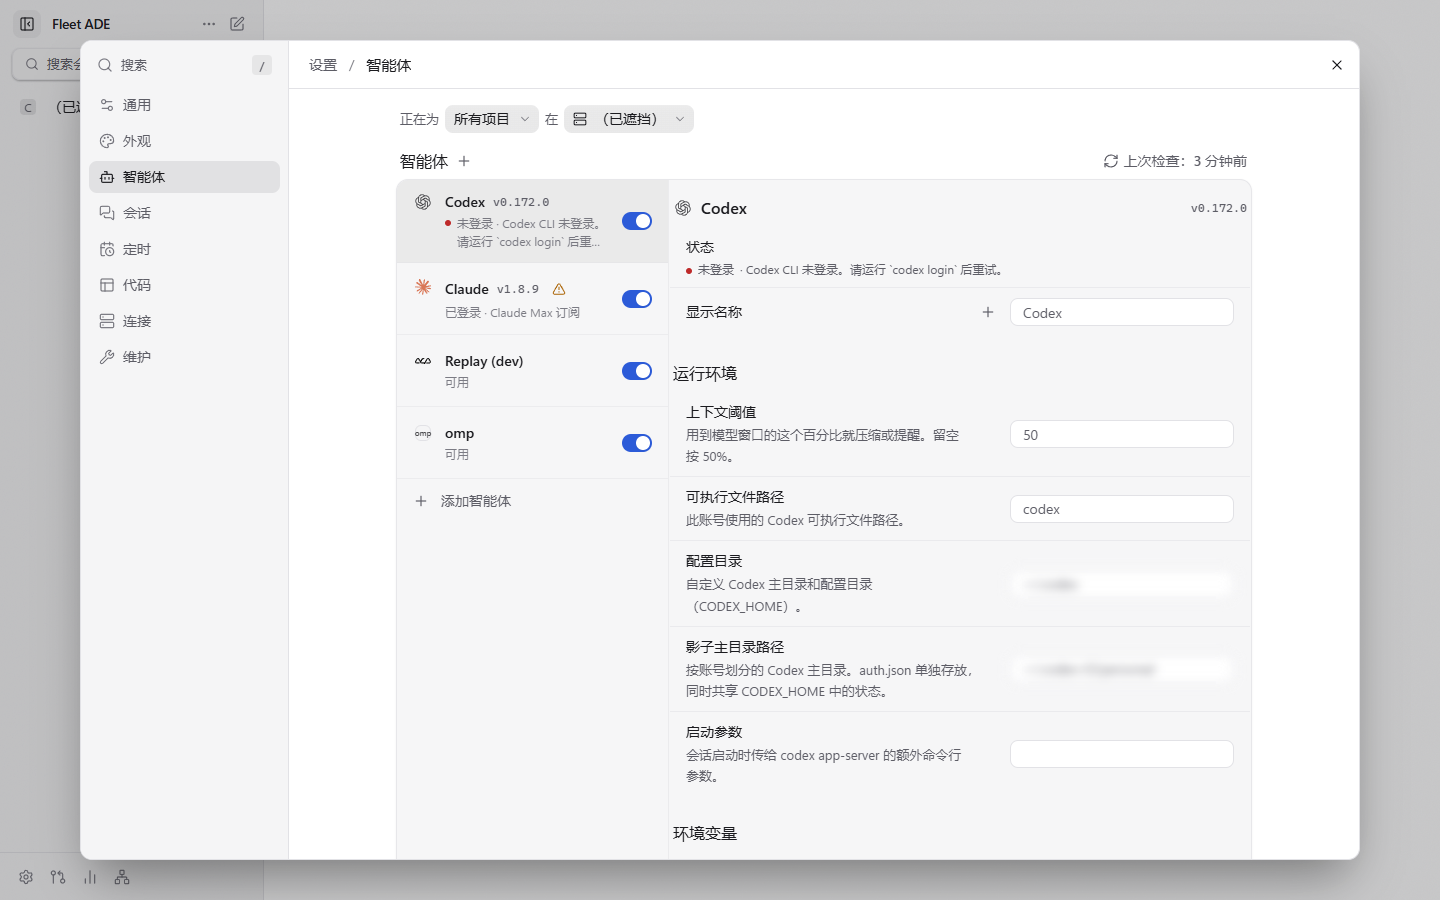 Fleet ADE
搜索
C
搜索
/
通用
外观
智能体
会话
定时
代码
连接
维护
设置 / 智能体
正在为 所有项目 在 （已遮挡）
智能体
上次检查：3 分钟前
Codex v0.172.0
未登录 · Codex CLI 未登录。
请运行 `codex login` 后重...
Claude v1.8.9
已登录 · Claude Max 订阅
Replay (dev)
可用
omp
omp
可用
添加智能体
Codex
v0.172.0
状态
未登录 · Codex CLI 未登录。请运行 `codex login` 后重试。
显示名称
Codex
运行环境
上下文阈值
用到模型窗口的这个百分比就压缩或提醒。留空
按 50%。
50
可执行文件路径
此账号使用的 Codex 可执行文件路径。
codex
配置目录
自定义 Codex 主目录和配置目录
（CODEX_HOME）。
影子主目录路径
按账号划分的 Codex 主目录。auth.json 单独存放，
同时共享 CODEX_HOME 中的状态。
启动参数
会话启动时传给 codex app-server 的额外命令行
参数。
环境变量